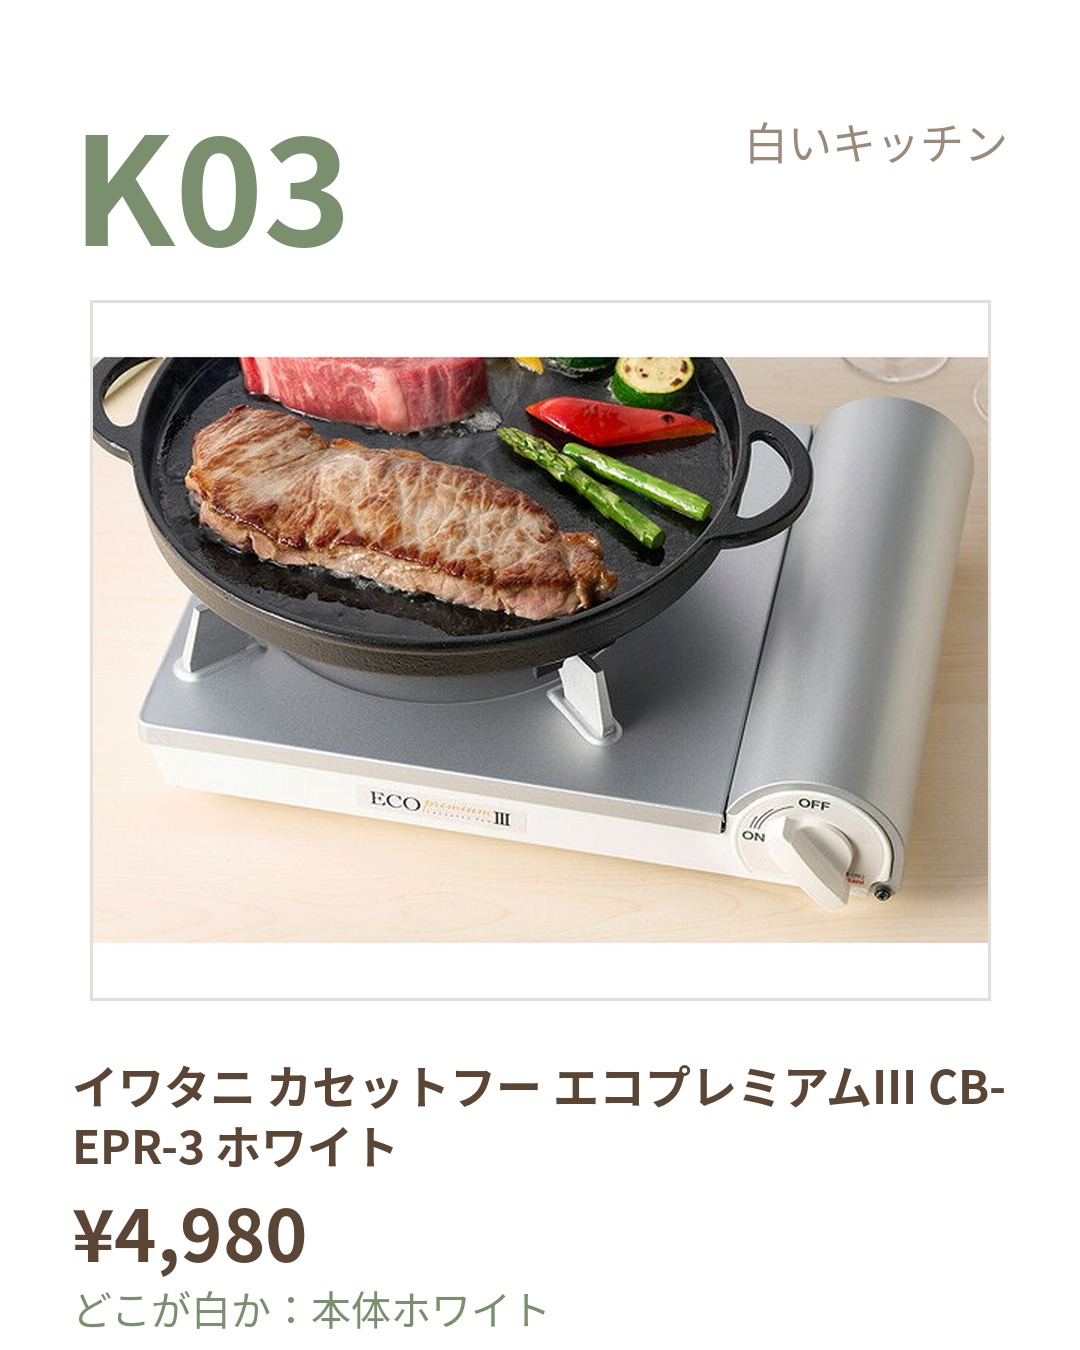 K03
白いキッチン
ECO premium III
OFF
ON
イワタニ カセットフー エコプレミアムIII CB-
EPR-3 ホワイト
¥4,980
どこが白か：本体ホワイト